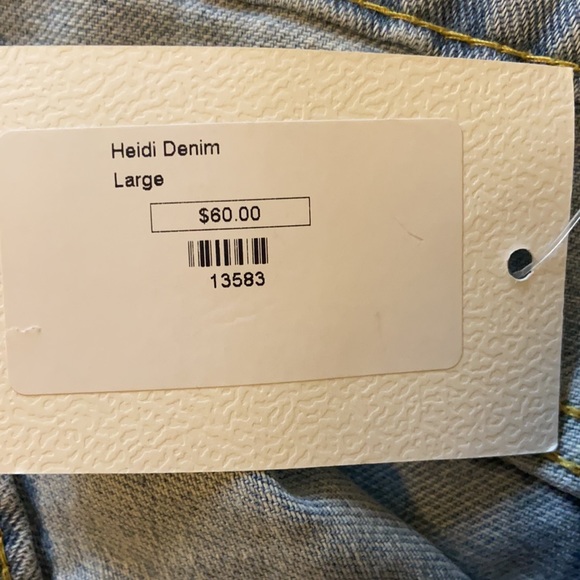 Heidi Denim
Large
$60.00
13583